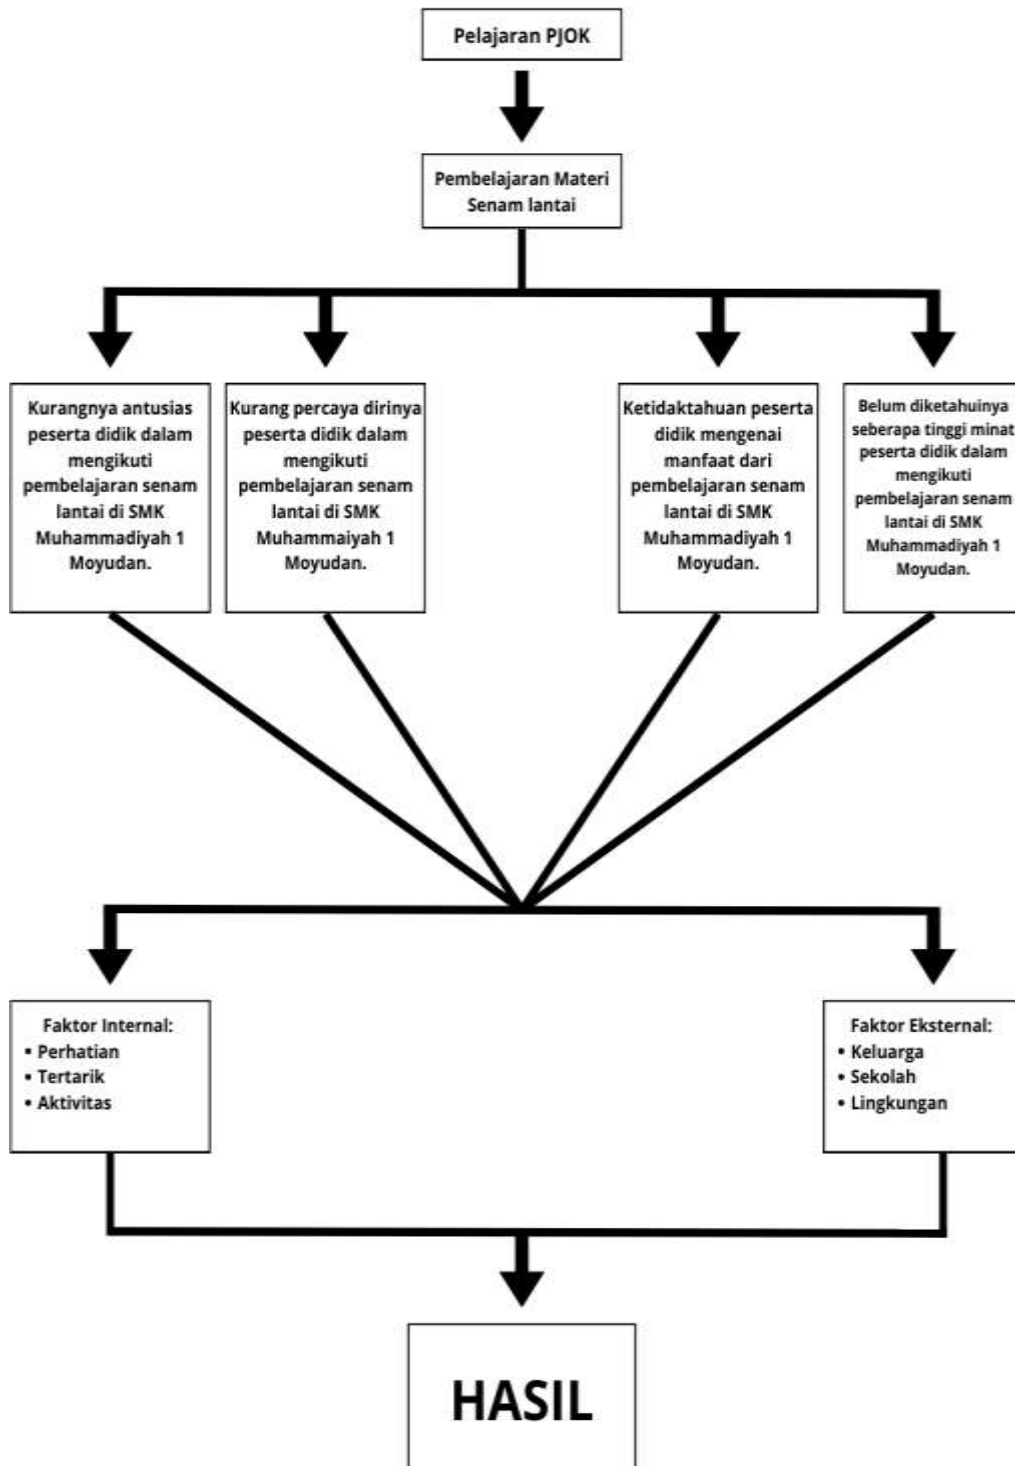 Pelajaran PJOK
Pembelajaran Materi
Senam lantai
Kurangnya antusias
peserta didik dalam
mengikuti
pembelajaran senam
lantai di SMK
Muhammadiyah 1
Moyudan.
Kurang percaya dirinya
peserta didik dalam
mengikuti
pembelajaran senam
lantai di SMK
Muhammaiyah 1
Moyudan.
Ketidaktahuan peserta
didik mengenai
manfaat dari
pembelajaran senam
lantai di SMK
Muhammadiyah 1
Moyudan.
Belum diketahuinya
seberapa tinggi minat
peserta didik dalam
mengikuti
pembelajaran senam
lantai di SMK
Muhammadiyah 1
Moyudan.
Faktor Internal:
• Perhatian
• Tertarik
• Aktivitas
Faktor Eksternal:
• Keluarga
• Sekolah
• Lingkungan
HASIL